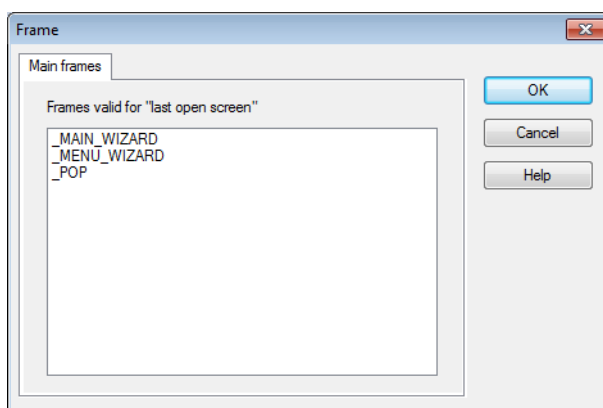 Frame
Main frames
OK
Frames valid for "last open screen"
_MAIN_WIZARD
Cancel
_MENU_WIZARD
_POP
Help